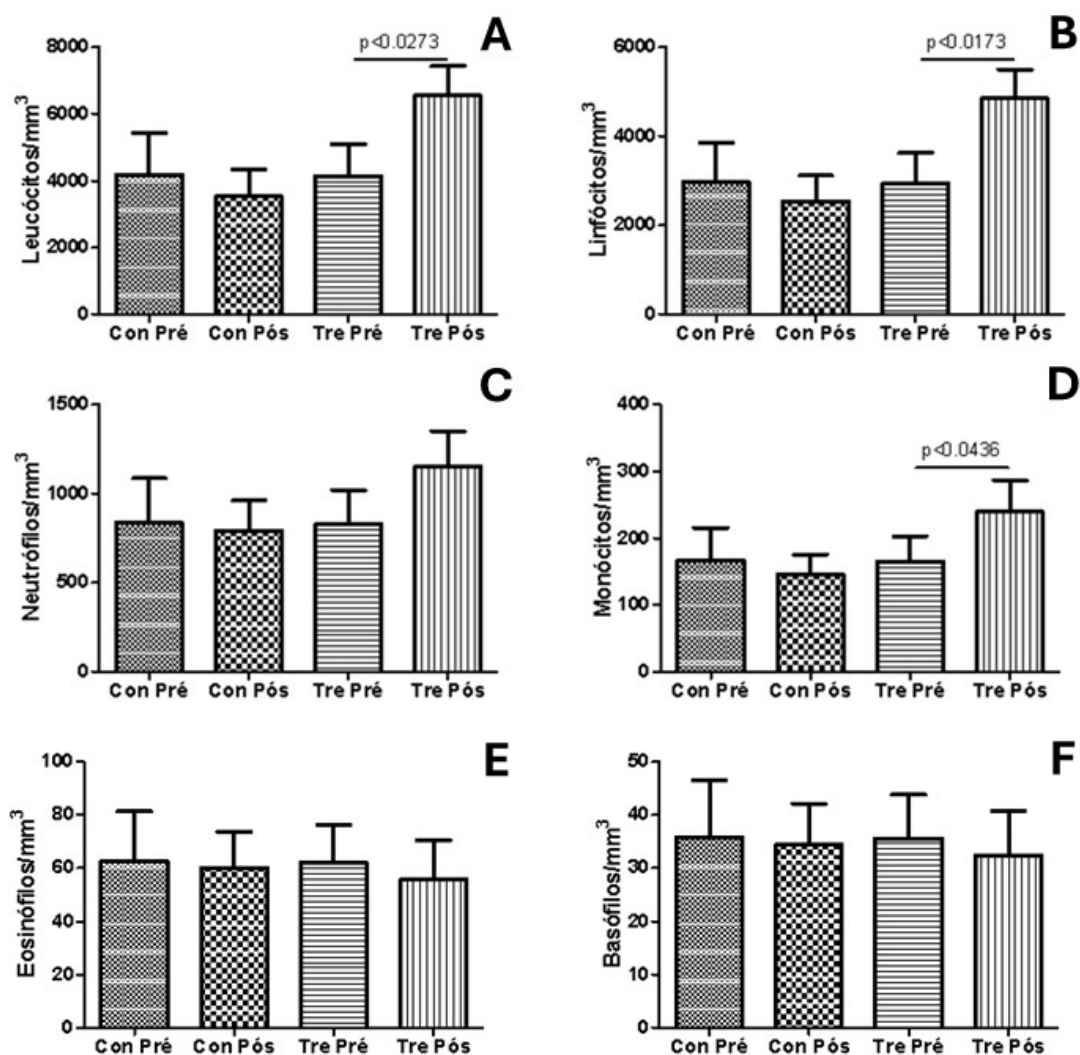 A
p<0.0273
Leucócitos/mm³
8000
6000
4000
2000
0
Con Pré Con Pós Tre Pré Tre Pós
B
p<0.0173
Linfócitos/mm³
6000
4000
2000
0
Con Pré Con Pós Tre Pré Tre Pós
C
Neutrófilos/mm³
1500
1000
500
0
Con Pré Con Pós Tre Pré Tre Pós
D
p<0.0436
Monócitos/mm³
400
300
200
100
0
Con Pré Con Pós Tre Pré Tre Pós
E
Eosinófilos/mm³
100
80
60
40
20
0
Con Pré Con Pós Tre Pré Tre Pós
F
Basófilos/mm³
50
40
30
20
10
0
Con Pré Con Pós Tre Pré Tre Pós